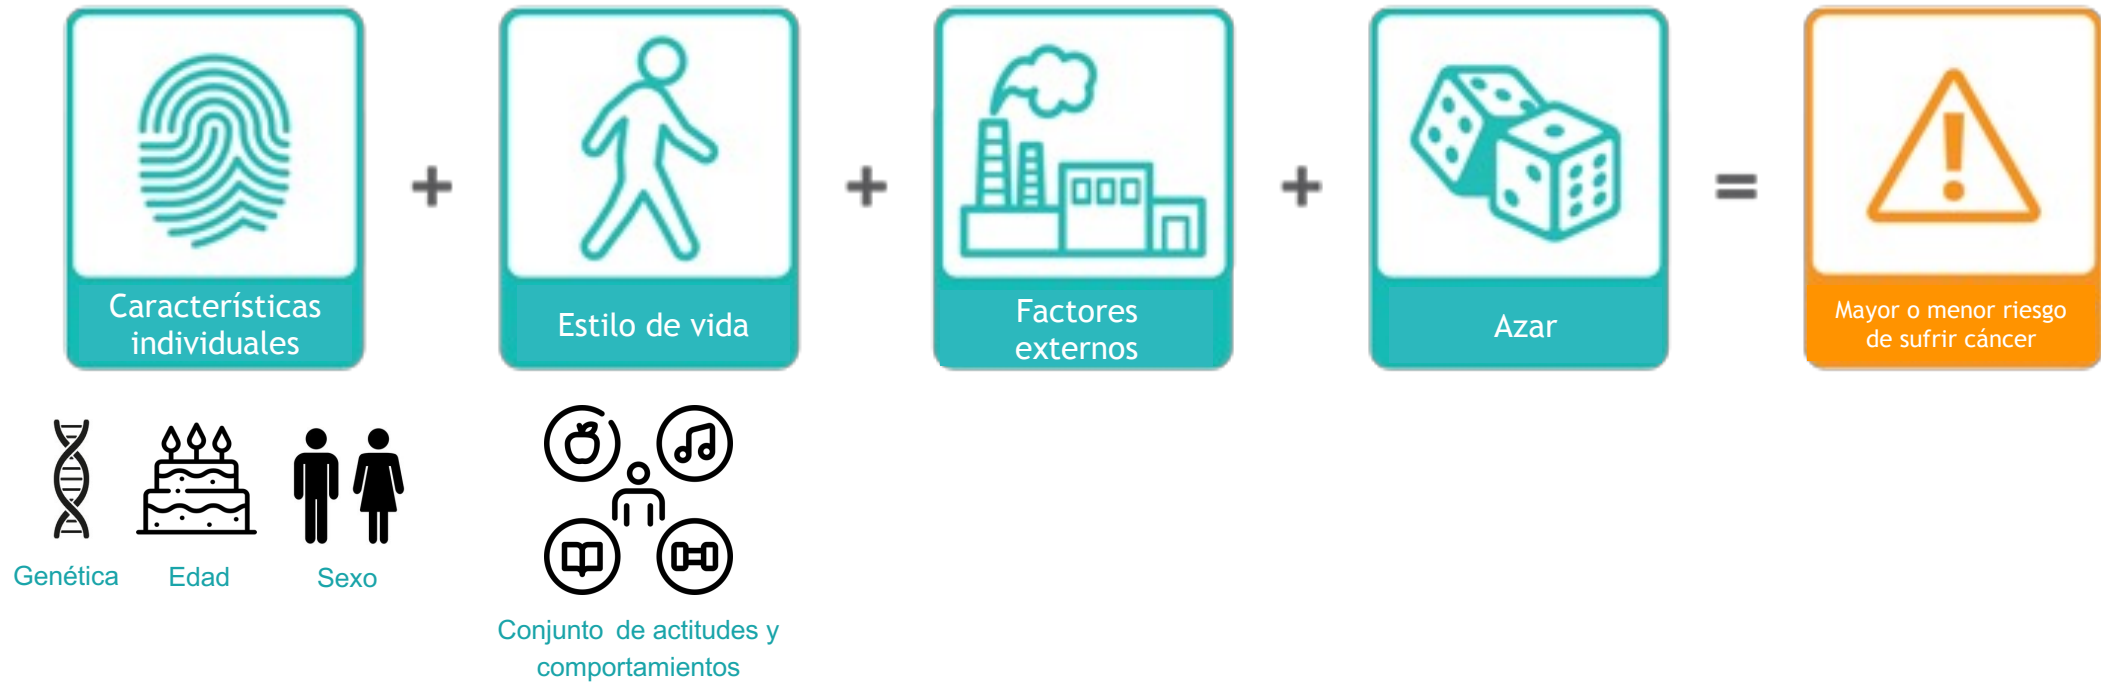 Característísticas
individuales
+
Estilo de vida
+
Factores
externos
+
Azar
=
Mayor o menor riesgo
de sufrir cáncer
Genética
Edad
Sexo
Conjunto de actitudes y
comportamientos